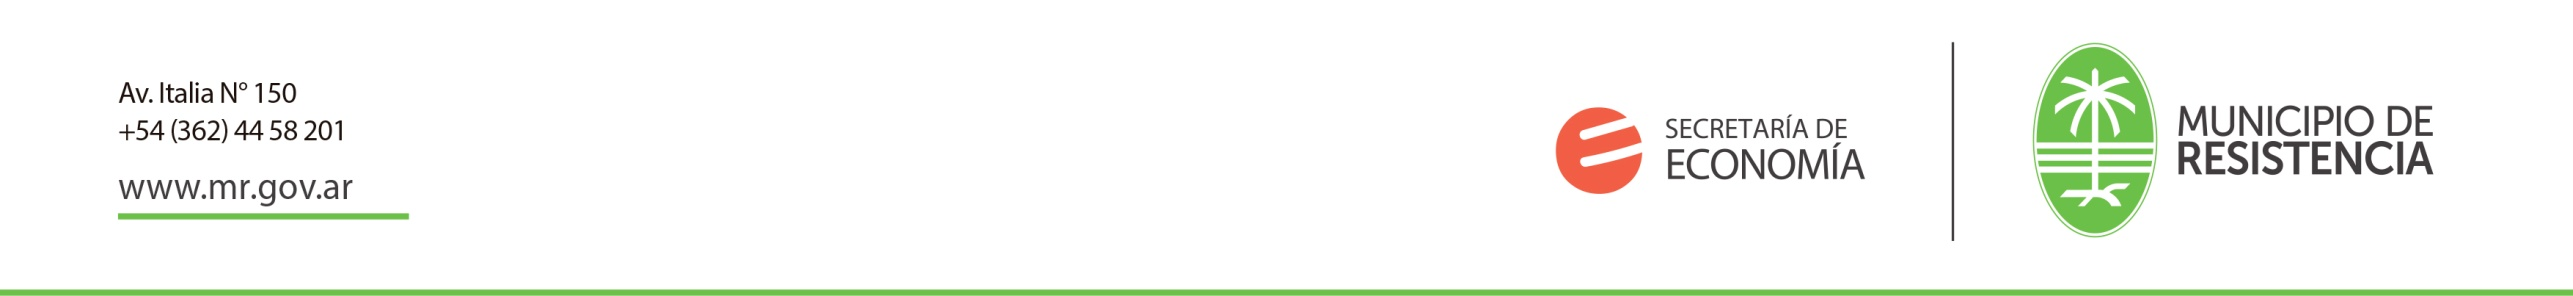 Av. Italia N° 150
+54 (362) 44 58 201
www.mr.gov.ar
SECRETARÍA DE
ECONOMÍA
MUNICIPIO DE
RESISTENCIA